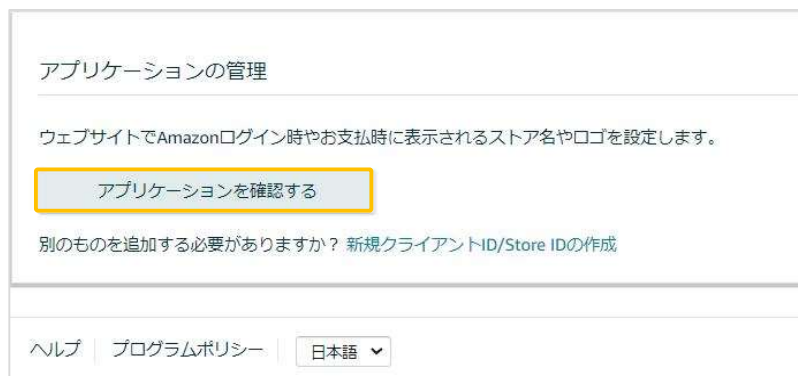 アプリケーションの管理
ウェブサイトでAmazonログイン時やお支払時に表示されるストア名やロゴを設定します。
アプリケーションを確認する
別のものを追加する必要がありますか？新規クライアントID/Store IDの作成
ヘルプ プログラムポリシー 日本語